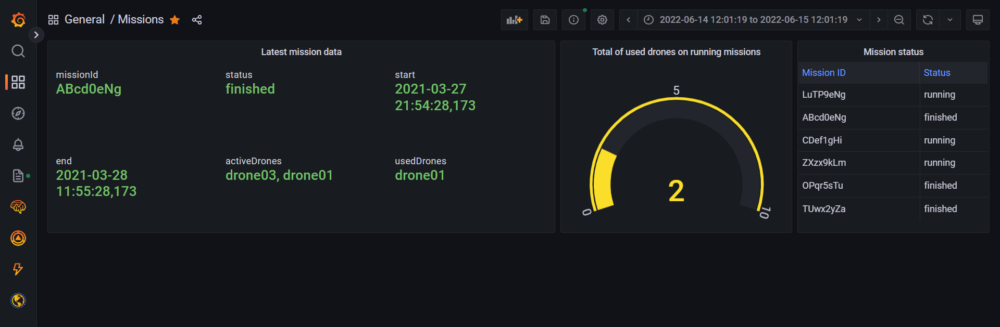 General / Missions
2022-06-14 12:01:19 to 2022-06-15 12:01:19
Latest mission data
missionId
ABcd0eNg
status
finished
start
2021-03-27
21:54:28,173
end
2021-03-28
11:55:28,173
activeDrones
drone03, drone01
usedDrones
drone01
Total of used drones on running missions
0
5
10
2
Mission status
Mission ID Status
LuTP9eNg running
ABcd0eNg finished
CDef1gHi running
ZXzx9kLm running
OPqr5sTu finished
TUwx2yZa finished